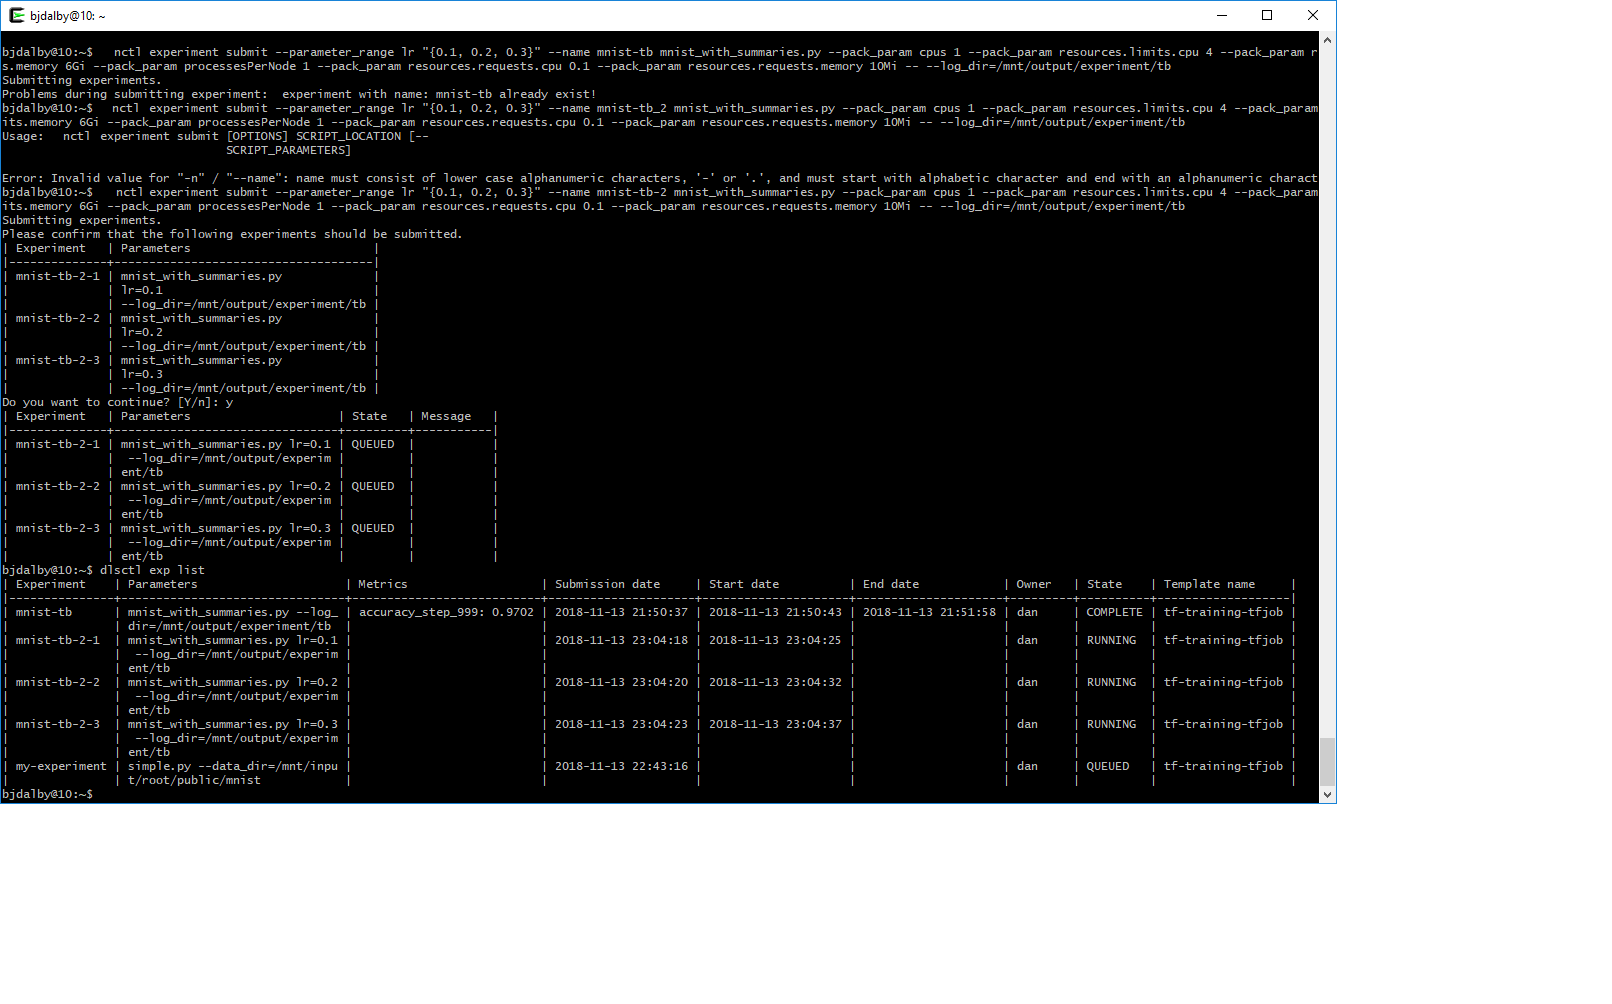 bjdalby@10: ~
bjdalby@10:~$   nctl experiment submit --parameter_range lr "{0.1, 0.2, 0.3}" --name mnist-tb mnist_with_summaries.py --pack_param cpus 1 --pack_param resources.limits.cpu 4 --pack_param r
s.memory 6Gi --pack_param processesPerNode 1 --pack_param resources.requests.cpu 0.1 --pack_param resources.requests.memory 10Mi -- --log_dir=/mnt/output/experiment/tb
Submitting experiments.
Problems during submitting experiment:  experiment with name: mnist-tb already exist!
bjdalby@10:~$   nctl experiment submit --parameter_range lr "{0.1, 0.2, 0.3}" --name mnist-tb_2 mnist_with_summaries.py --pack_param cpus 1 --pack_param resources.limits.cpu 4 --pack_param
its.memory 6Gi --pack_param processesPerNode 1 --pack_param resources.requests.cpu 0.1 --pack_param resources.requests.memory 10Mi -- --log_dir=/mnt/output/experiment/tb
Usage:   nctl experiment submit [OPTIONS] SCRIPT_LOCATION [--
                                SCRIPT_PARAMETERS]
Error: Invalid value for "-n" / "--name": name must consist of lower case alphanumeric characters, '-' or '.', and must start with alphabetic character and end with an alphanumeric charact
bjdalby@10:~$   nctl experiment submit --parameter_range lr "{0.1, 0.2, 0.3}" --name mnist-tb-2 mnist_with_summaries.py --pack_param cpus 1 --pack_param resources.limits.cpu 4 --pack_param
its.memory 6Gi --pack_param processesPerNode 1 --pack_param resources.requests.cpu 0.1 --pack_param resources.requests.memory 10Mi -- --log_dir=/mnt/output/experiment/tb
Submitting experiments.
Please confirm that the following experiments should be submitted.
| Experiment   | Parameters                          |
|--------------+-------------------------------------|
| mnist-tb-2-1 | mnist_with_summaries.py             |
|              | lr=0.1                              |
|              | --log_dir=/mnt/output/experiment/tb |
| mnist-tb-2-2 | mnist_with_summaries.py             |
|              | lr=0.2                              |
|              | --log_dir=/mnt/output/experiment/tb |
| mnist-tb-2-3 | mnist_with_summaries.py             |
|              | lr=0.3                              |
|              | --log_dir=/mnt/output/experiment/tb |
Do you want to continue? [Y/n]: y
| Experiment   | Parameters                     | State   | Message   |
|--------------+--------------------------------+---------+-----------|
| mnist-tb-2-1 | mnist_with_summaries.py lr=0.1 | QUEUED  |           |
|              |  --log_dir=/mnt/output/experim |         |           |
|              | ent/tb                         |         |           |
| mnist-tb-2-2 | mnist_with_summaries.py lr=0.2 | QUEUED  |           |
|              |  --log_dir=/mnt/output/experim |         |           |
|              | ent/tb                         |         |           |
| mnist-tb-2-3 | mnist_with_summaries.py lr=0.3 | QUEUED  |           |
|              |  --log_dir=/mnt/output/experim |         |           |
|              | ent/tb                         |         |           |
bjdalby@10:~$ dlsctl exp list
| Experiment    | Parameters                     | Metrics                   | Submission date     | Start date          | End date            | Owner   | State    | Template name     |
|---------------+--------------------------------+---------------------------+---------------------+---------------------+---------------------+---------+----------+-------------------|
| mnist-tb      | mnist_with_summaries.py --log_ | accuracy_step_999: 0.9702 | 2018-11-13 21:50:37 | 2018-11-13 21:50:43 | 2018-11-13 21:51:58 | dan     | COMPLETE | tf-training-tfjob |
|               | dir=/mnt/output/experiment/tb  |                           |                     |                     |                     |         |          |                   |
| mnist-tb-2-1  | mnist_with_summaries.py lr=0.1 |                           | 2018-11-13 23:04:18 | 2018-11-13 23:04:25 |                     | dan     | RUNNING  | tf-training-tfjob |
|               |  --log_dir=/mnt/output/experim |                           |                     |                     |                     |         |          |                   |
|               | ent/tb                         |                           |                     |                     |                     |         |          |                   |
| mnist-tb-2-2  | mnist_with_summaries.py lr=0.2 |                           | 2018-11-13 23:04:20 | 2018-11-13 23:04:32 |                     | dan     | RUNNING  | tf-training-tfjob |
|               |  --log_dir=/mnt/output/experim |                           |                     |                     |                     |         |          |                   |
|               | ent/tb                         |                           |                     |                     |                     |         |          |                   |
| mnist-tb-2-3  | mnist_with_summaries.py lr=0.3 |                           | 2018-11-13 23:04:23 | 2018-11-13 23:04:37 |                     | dan     | RUNNING  | tf-training-tfjob |
|               |  --log_dir=/mnt/output/experim |                           |                     |                     |                     |         |          |                   |
|               | ent/tb                         |                           |                     |                     |                     |         |          |                   |
| my-experiment | simple.py --data_dir=/mnt/inpu |                           | 2018-11-13 22:43:16 |                     |                     | dan     | QUEUED   | tf-training-tfjob |
|               | t/root/public/mnist            |                           |                     |                     |                     |         |          |                   |
bjdalby@10:~$